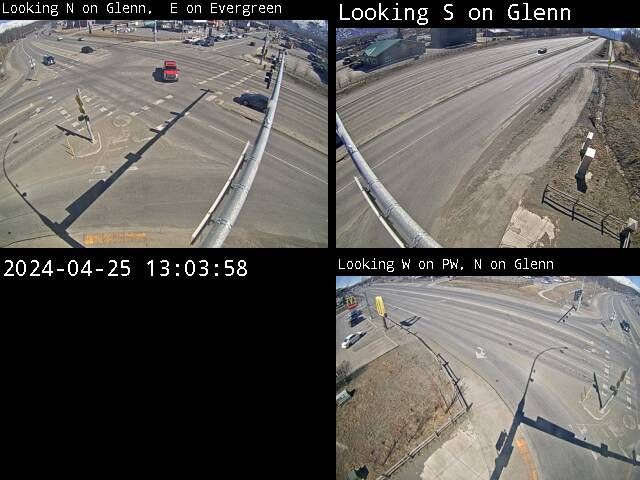 Looking N on Glenn,  E on Evergreen
Looking S on Glenn
2024-04-25 13:03:58
Looking W on PW, N on Glenn